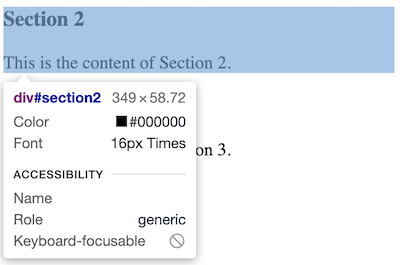 Section 2
This is the content of Section 2.
div#section2 349 × 58.72
Color #000000
Font 16px Times
on 3.
ACCESSIBILITY
Name
Role generic
Keyboard-focusable